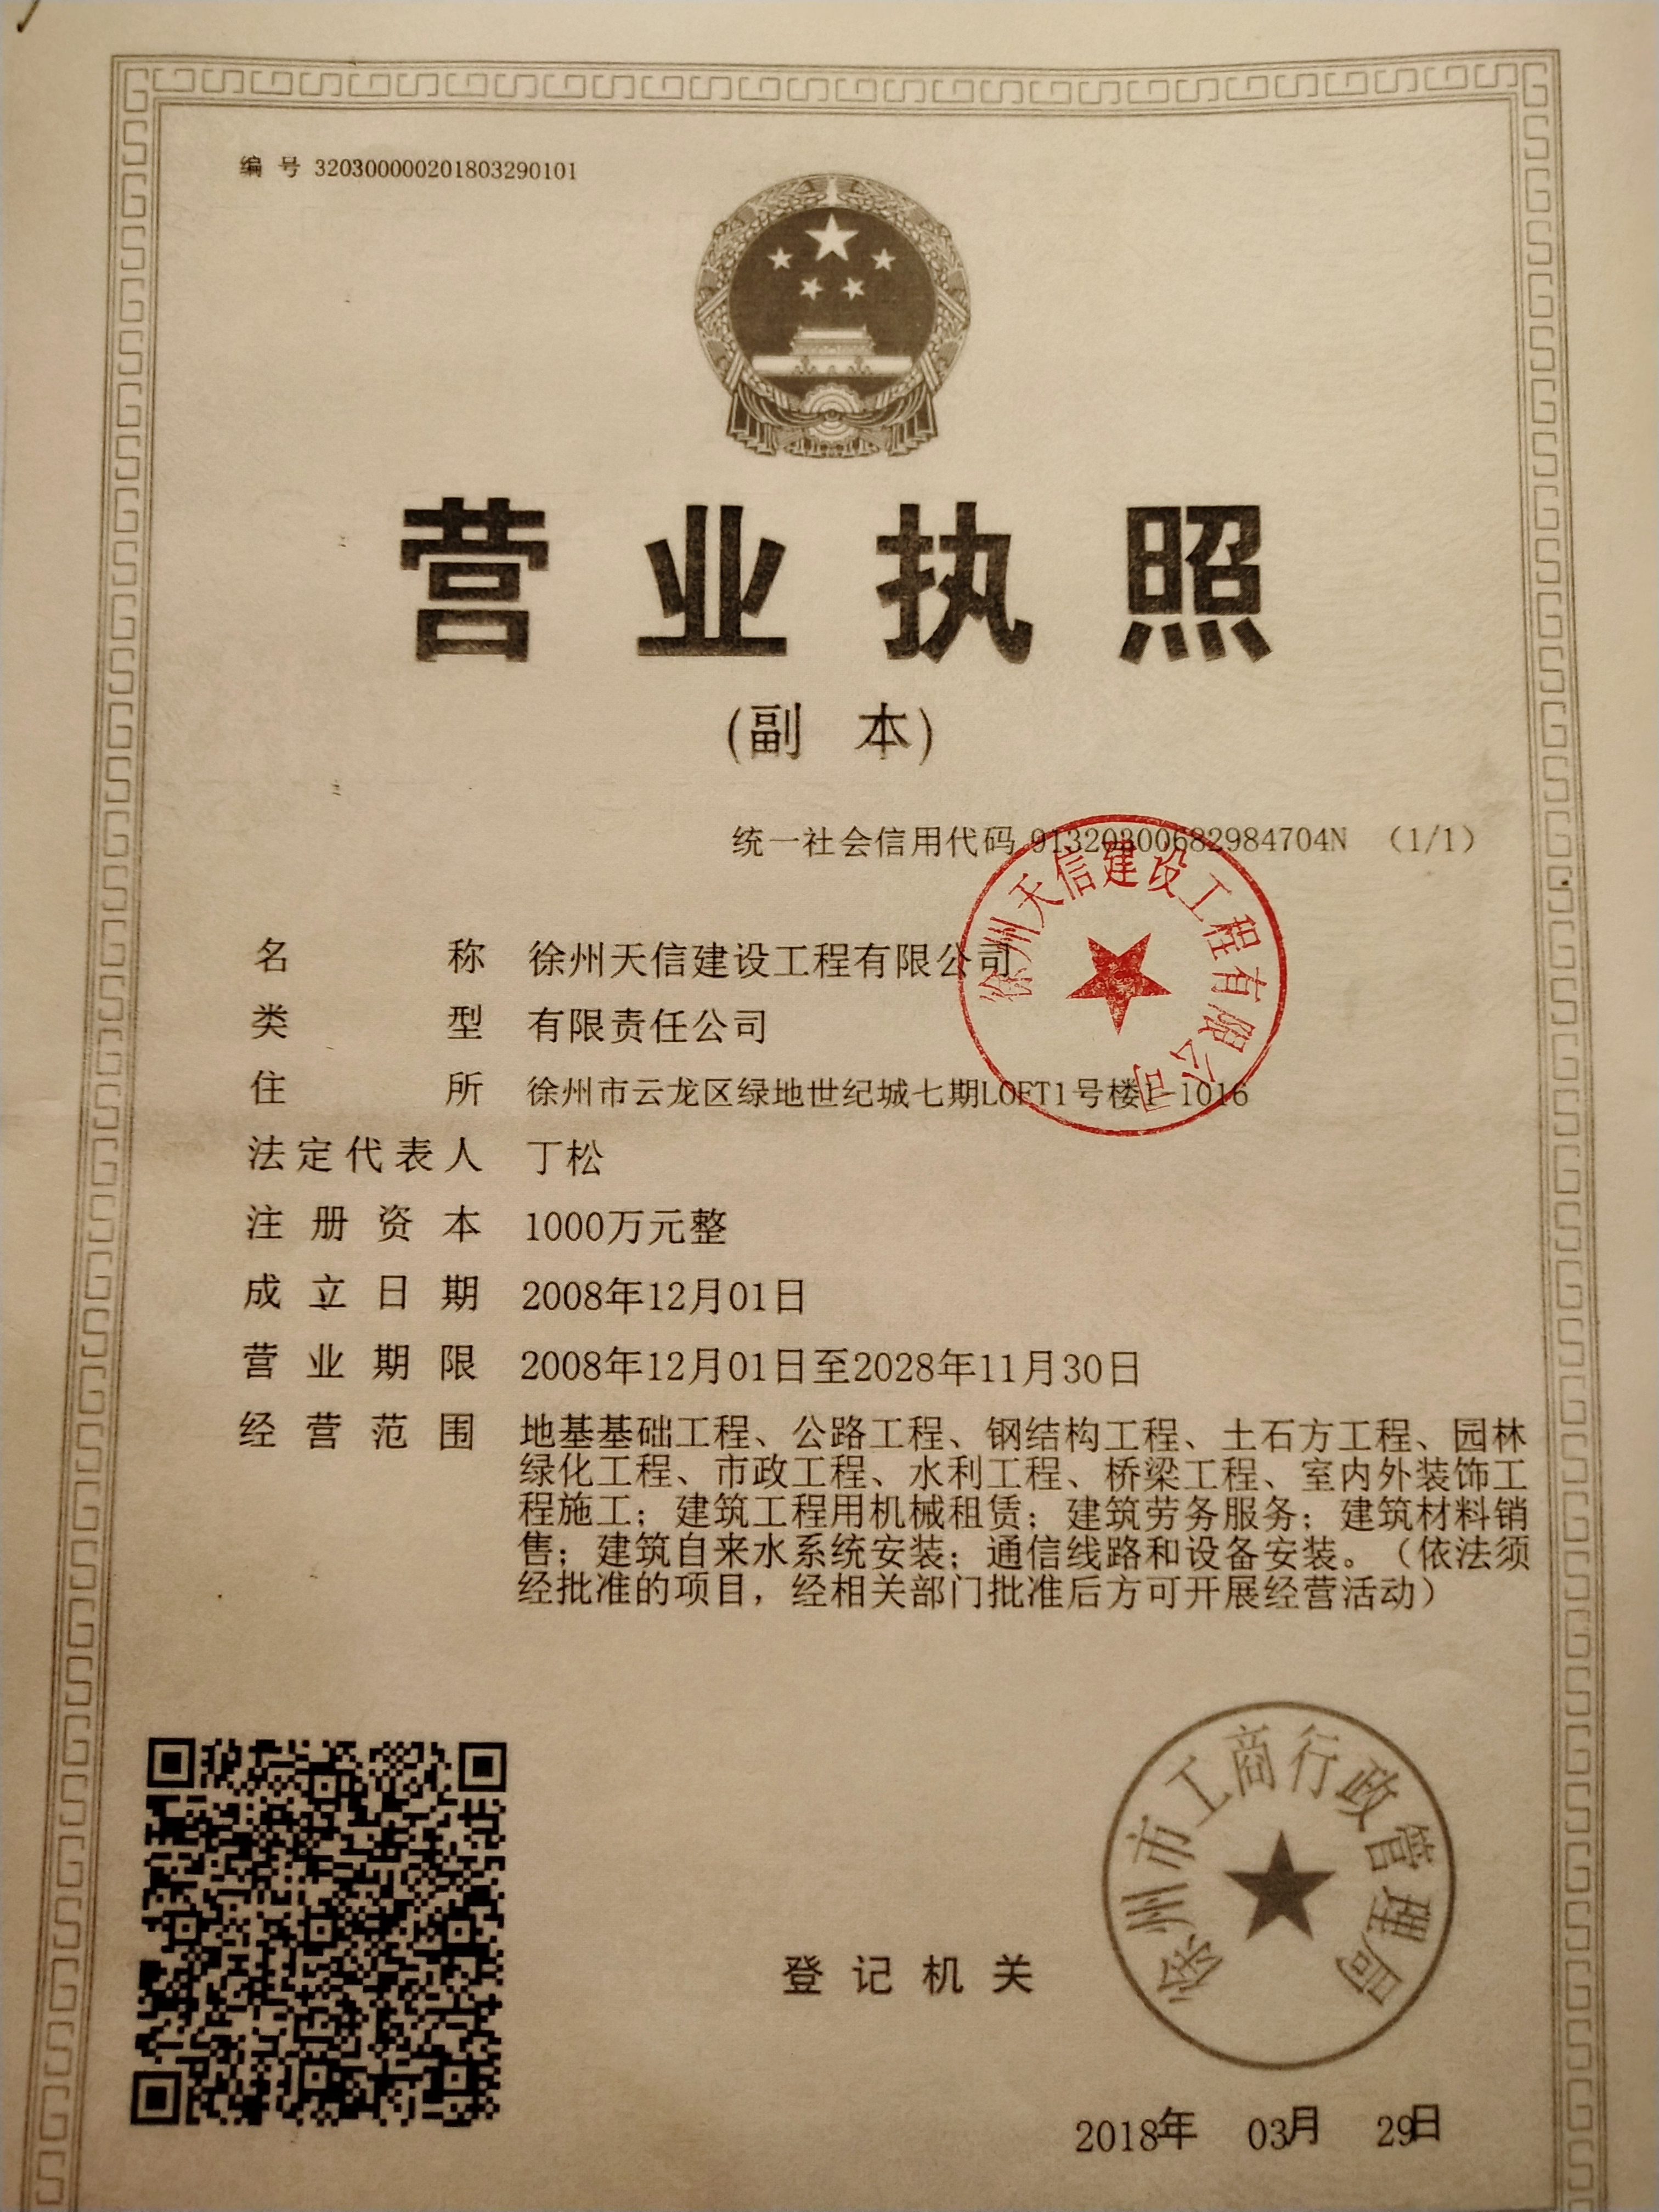 编 号 320300000201803290101
营 业 执 照
(副 本)
统一社会信用代码 91320300682984704N （1/1）
名 称 徐州天信建设工程有限公司
类 型 有限责任公司
住 所 徐州市云龙区绿地世纪城七期LOFT1号楼1-1016
法定代表人 丁松
注 册 资 本 1000万元整
成 立 日 期 2008年12月01日
营 业 期 限 2008年12月01日至2028年11月30日
经 营 范 围 地基基础工程、公路工程、钢结构工程、土石方工程、园林
绿化工程、市政工程、水利工程、桥梁工程、室内外装饰工
程施工；建筑工程用机械租赁；建筑劳务服务；建筑材料销
售；建筑自来水系统安装；通信线路和设备安装。（依法须
经批准的项目，经相关部门批准后方可开展经营活动）
徐州天信建设工程有限公司
登 记 机 关
徐州市工商行政管理局
2018年 03月 29日